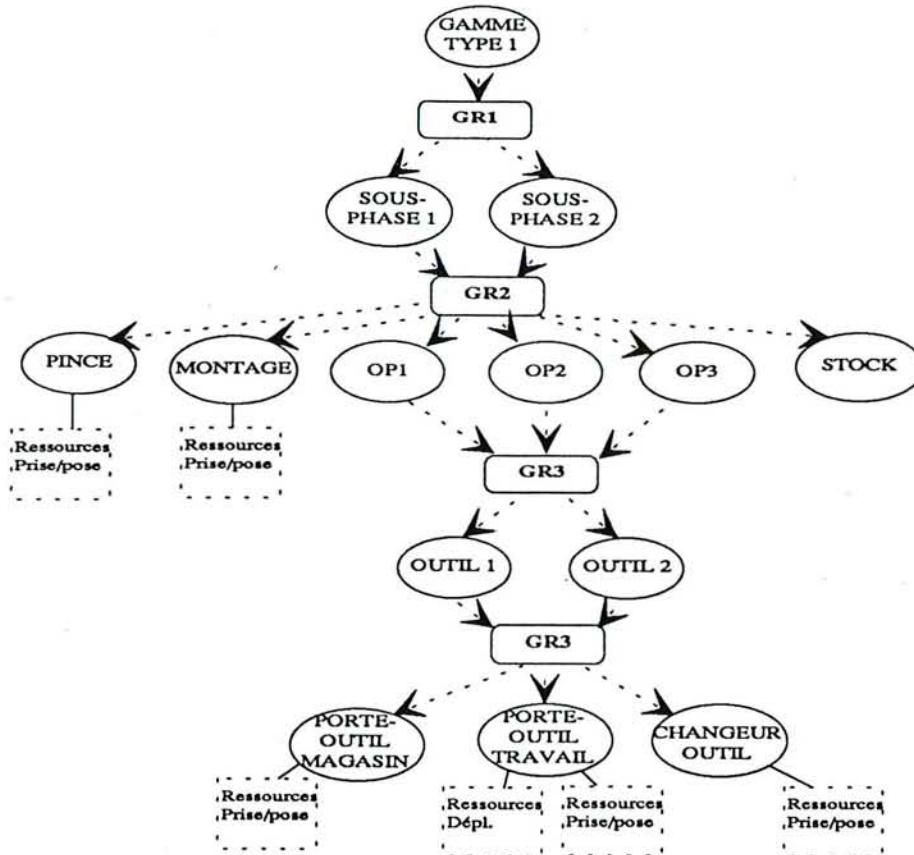 GAMME
TYPE 1
GR1
SOUS-
PHASE 1
SOUS-
PHASE 2
GR2
PINCE
MONTAGE
OP1
OP2
OP3
STOCK
Ressources
Prise/pose
Ressources
Prise/pose
GR3
OUTIL 1
OUTIL 2
GR3
PORTE-
OUTIL
MAGASIN
PORTE-
OUTIL
TRAVAIL
CHANGEUR
OUTIL
Ressources
Prise/pose
Ressources
Dépl.
Ressources
Prise/pose
Ressources
Prise/pose